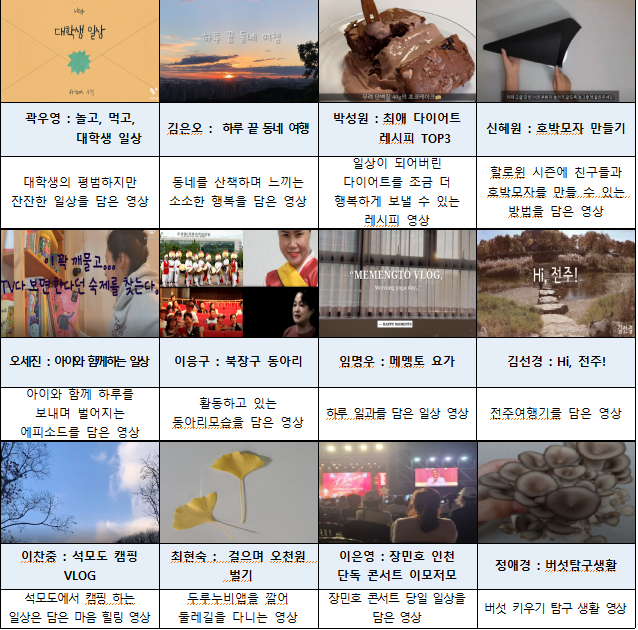 vlog
대학생 일상
하루 끝 동네 여행
무려 단백질 40g의 초코케이크
곽우영 : 놀고, 먹고,
대학생 일상
김은오 : 하루 끝 동네 여행
박성원 : 최애 다이어트
레시피 TOP3
신혜원 : 호박모자 만들기
대학생의 평범하지만
잔잔한 일상을 담은 영상
동네를 산책하며 느끼는
소소한 행복을 담은 영상
일상이 되어버린
다이어트를 조금 더
행복하게 보낼 수 있는
레시피 영상
할로윈 시즌에 친구들과
호박모자를 만들 수 있는
방법을 담은 영상
이 꽉 깨물고...
TV다 보면 한다던 숙제를 찾는다.
"MEMENGTO VLOG,
Morning yoga day."
HAPPY MOMENTS
Hi, 전주!
김선경
오세진 : 아이와 함께하는 일상
이응구 : 북장구 동아리
임명우 : 메멩토 요가
김선경 : Hi, 전주!
아이와 함께 하루를
보내며 벌어지는
에피소드를 담은 영상
활동하고 있는
동아리모습을 담은 영상
하루 일과를 담은 일상 영상
전주여행기를 담은 영상
이찬중 : 석모도 캠핑
VLOG
최현숙 : 걸으며 오천원
벌기
이은영 : 장민호 인천
단독 콘서트 이모저모
정애경 : 버섯탐구생활
석모도에서 캠핑 하는
일상은 담은 마음 힐링 영상
두루누비앱을 깔어
둘레길을 다니는 영상
장민호 콘서트 당일 일상을
담은 영상
버섯 키우기 탐구 생활 영상